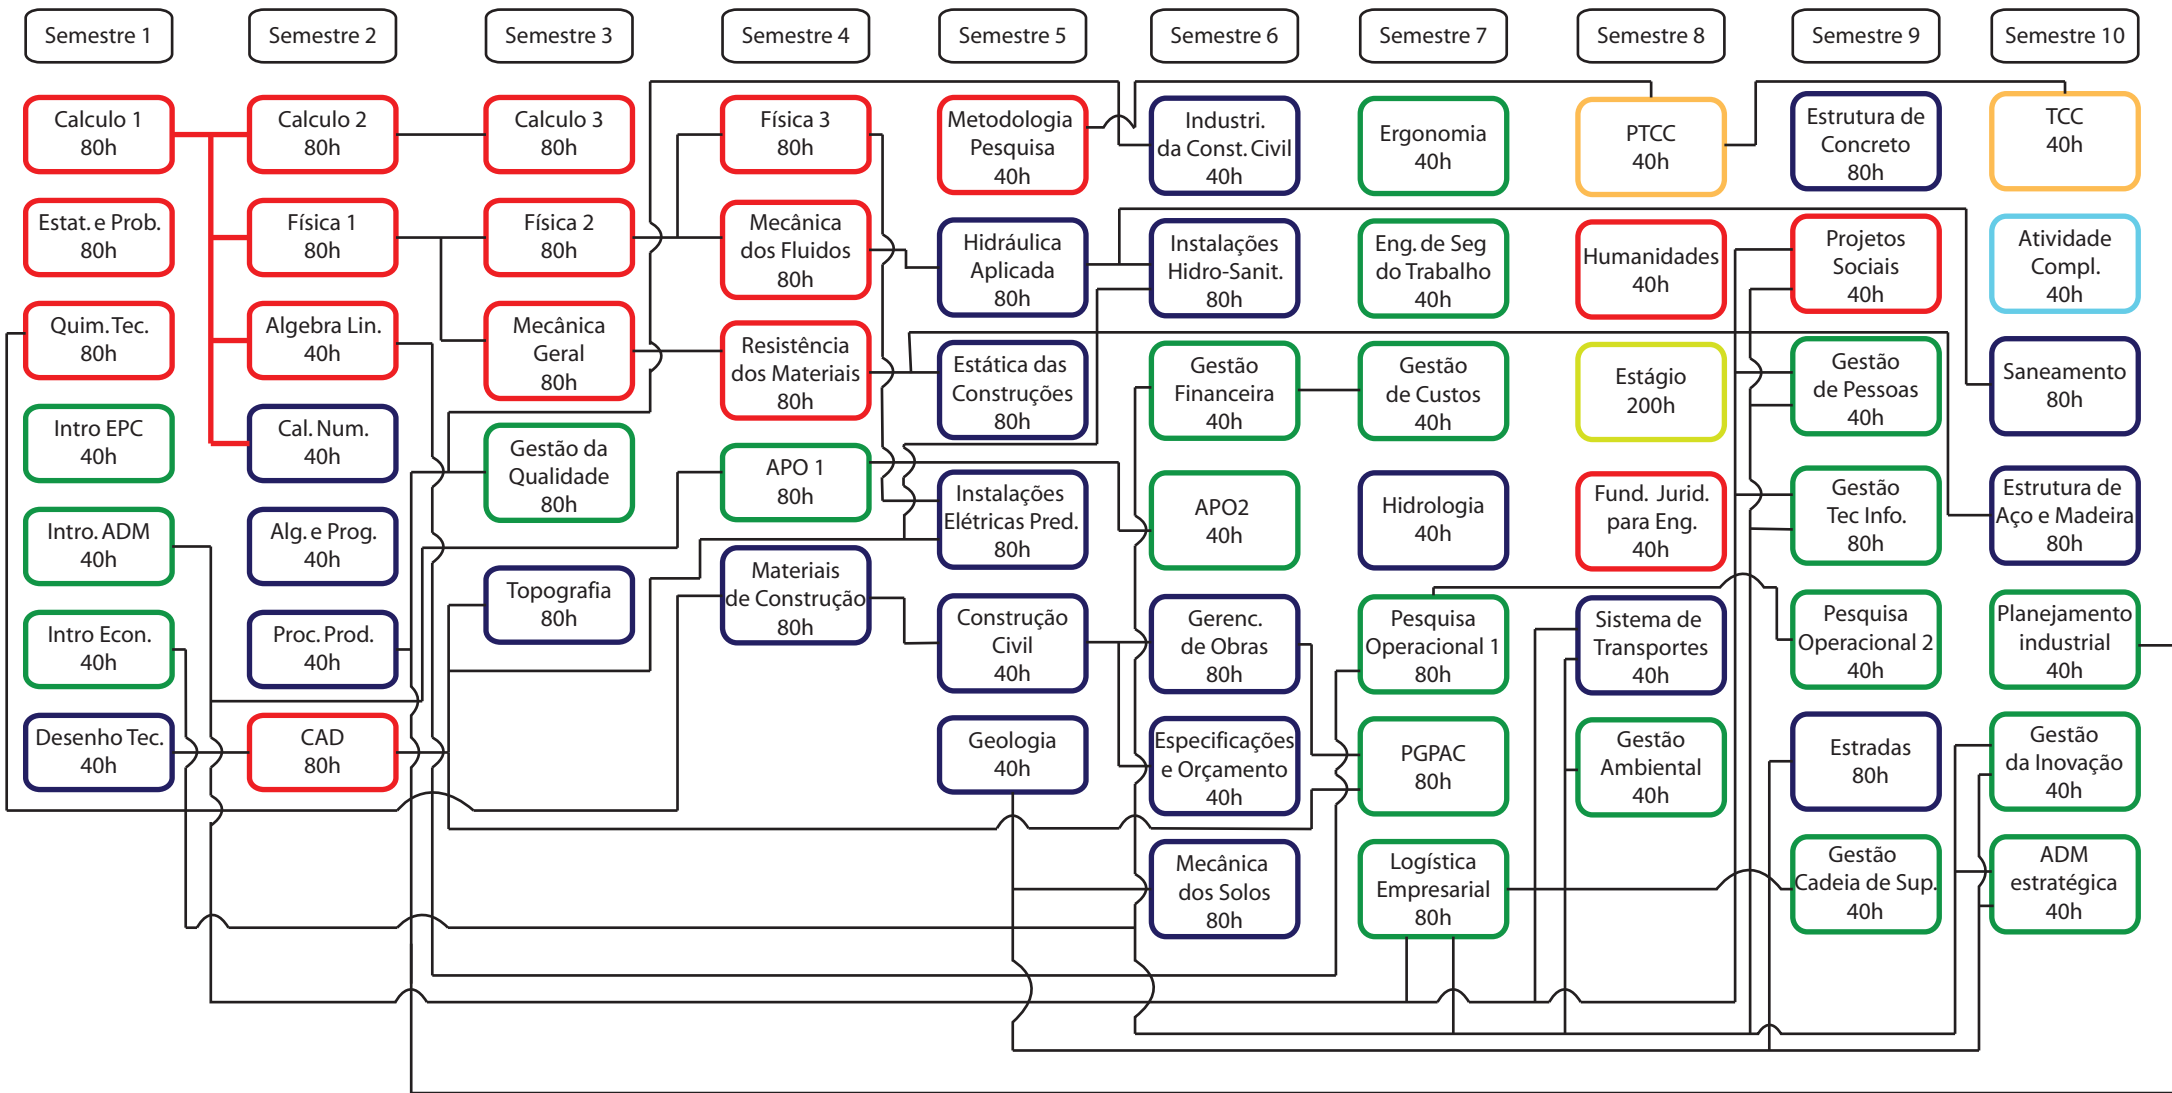 Semestre 1
Semestre 2
Semestre 3
Semestre 4
Semestre 5
Semestre 6
Semestre 7
Semestre 8
Semestre 9
Semestre 10
Calculo 1
80h
Estat. e Prob.
80h
Quim. Tec.
80h
Intro EPC
40h
Intro. ADM
40h
Intro Econ.
40h
Desenho Tec.
40h
Calculo 2
80h
Física 1
80h
Algebra Lin.
40h
Cal. Num.
40h
Alg. e Prog.
40h
Proc. Prod.
40h
CAD
80h
Calculo 3
80h
Física 2
80h
Mecânica
Geral
80h
Gestão da
Qualidade
80h
Topografia
80h
Física 3
80h
Mecânica
dos Fluidos
80h
Resistência
dos Materiais
80h
APO 1
80h
Materiais
de Construção
80h
Metodologia
Pesquisa
40h
Hidráulica
Aplicada
80h
Estática das
Construções
80h
Instalações
Elétricas Pred.
80h
Construção
Civil
40h
Geologia
40h
Industri.
da Const. Civil
40h
Instalações
Hidro-Sanit.
80h
Gestão
Financeira
40h
APO2
40h
Gerenc.
de Obras
80h
Especificações
e Orçamento
40h
Mecânica
dos Solos
80h
Ergonomia
40h
Eng. de Seg
do Trabalho
40h
Gestão
de Custos
40h
Hidrologia
40h
Pesquisa
Operacional 1
80h
PGPAC
80h
Logística
Empresarial
80h
PTCC
40h
Humanidades
40h
Estágio
200h
Fund. Jurid.
para Eng.
40h
Sistema de
Transportes
40h
Gestão
Ambiental
40h
Estrutura de
Concreto
80h
Projetos
Sociais
40h
Gestão
de Pessoas
40h
Gestão
Tec Info.
80h
Pesquisa
Operacional 2
40h
Estradas
80h
Gestão
Cadeia de Sup.
40h
TCC
40h
Atividade
Compl.
40h
Saneamento
80h
Estrutura de
Aço e Madeira
80h
Planejamento
industrial
40h
Gestão
da Inovação
40h
ADM
estratégica
40h